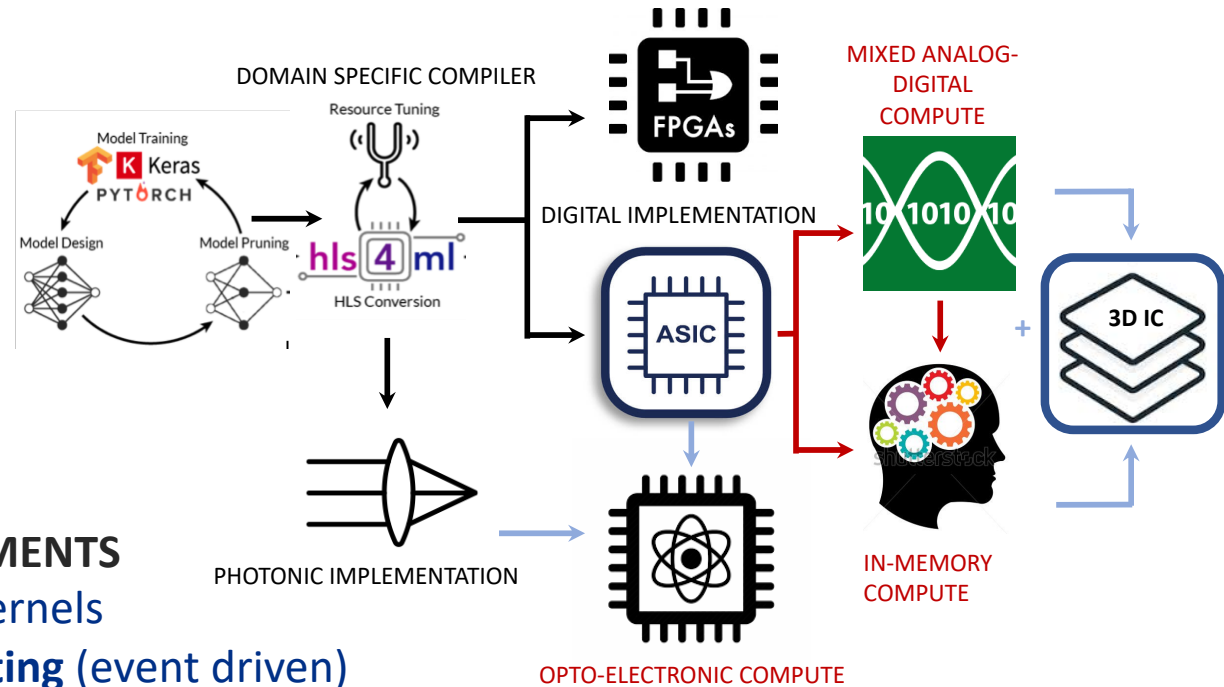 DOMAIN SPECIFIC COMPILER
Resource Tuning
Model Training
K Keras
PYTORCH
Model Design
Model Pruning
hls 4 ml
HLS Conversion
FPGAs
DIGITAL IMPLEMENTATION
ASIC
MIXED ANALOG-
DIGITAL
COMPUTE
10 1010 10
+
3D IC
shutterstock
IN-MEMORY
COMPUTE
PHOTONIC IMPLEMENTATION
OPTO-ELECTRONIC COMPUTE
MENTS
ernels
ting (event driven)